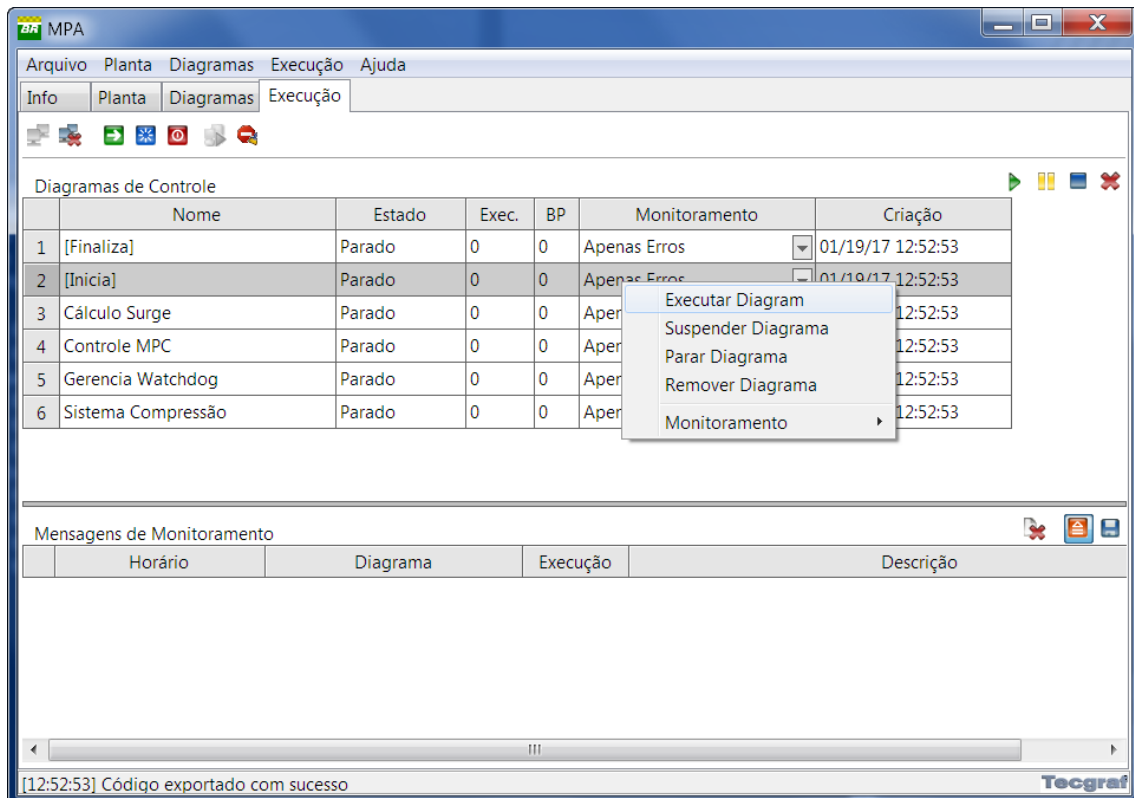 BR MPA
Arquivo Planta Diagramas Execução Ajuda
Info Planta Diagramas Execução
Diagramas de Controle
Nome Estado Exec. BP Monitoramento Criação
1 [Finaliza] Parado 0 0 Apenas Erros 01/19/17 12:52:53
2 [Inicia] Parado 0 0 Apenas Erros 01/19/17 12:52:53
3 Cálculo Surge Parado 0 0 Aper 12:52:53
4 Controle MPC Parado 0 0 Aper 12:52:53
5 Gerencia Watchdog Parado 0 0 Aper 12:52:53
6 Sistema Compressão Parado 0 0 Aper 12:52:53
Executar Diagram
Suspender Diagrama
Parar Diagrama
Remover Diagrama
Monitoramento
Mensagens de Monitoramento
Horário Diagrama Execução Descrição
[12:52:53] Código exportado com sucesso Tecgraf